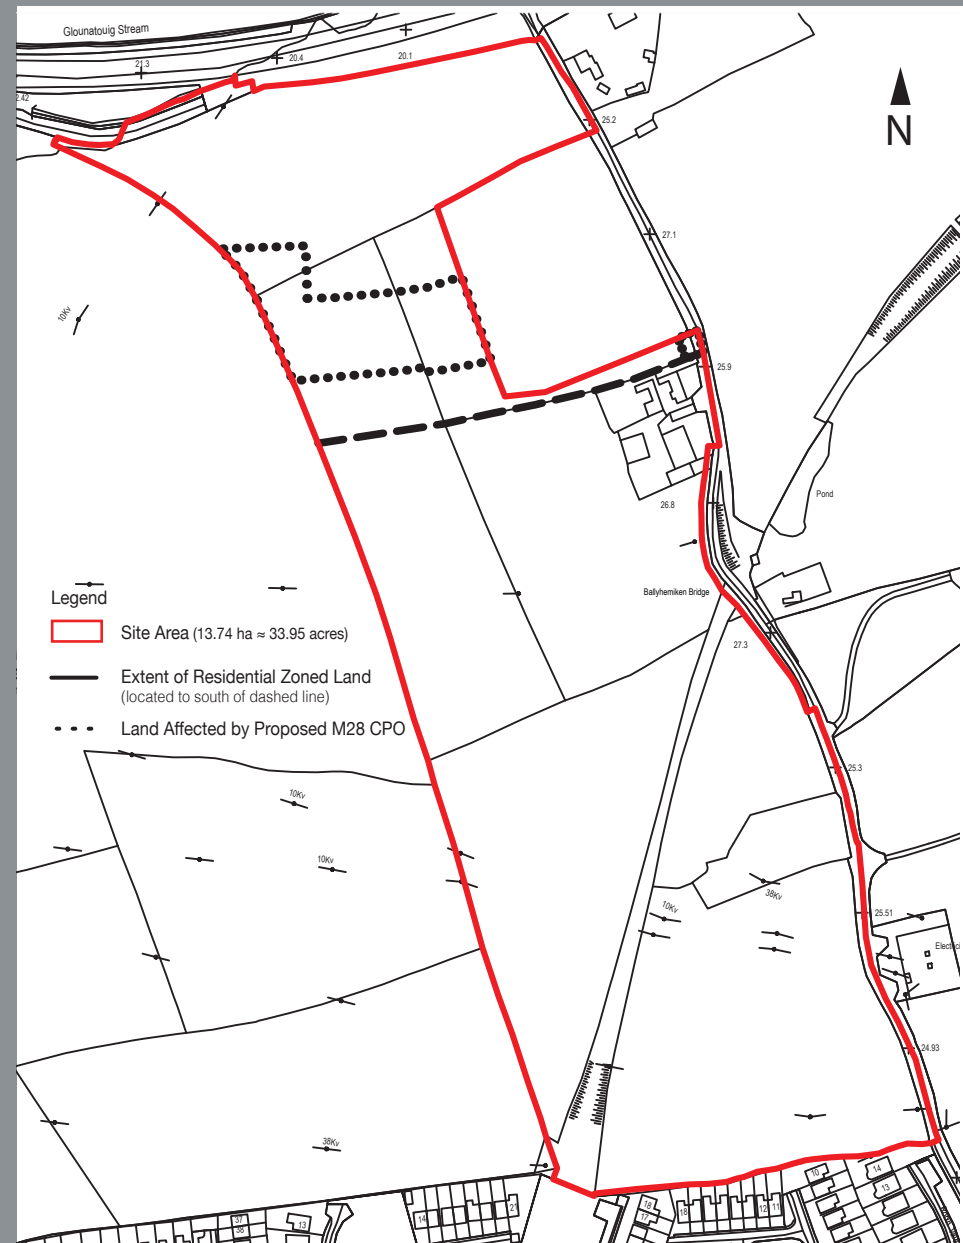 Glounatouig Stream
21.3
20.4
20.1
2.42
25.2
N
27.1
10Kv
25.9
26.8
Pond
Ballyhemiken Bridge
27.3
Legend
Site Area (13.74 ha ≈ 33.95 acres)
Extent of Residential Zoned Land
(located to south of dashed line)
Land Affected by Proposed M28 CPO
25.3
10Kv
10Kv
38Kv
10Kv
25.51
24.93
38Kv
10
14
13
37
38
13
14
21
18
17
18
12
11